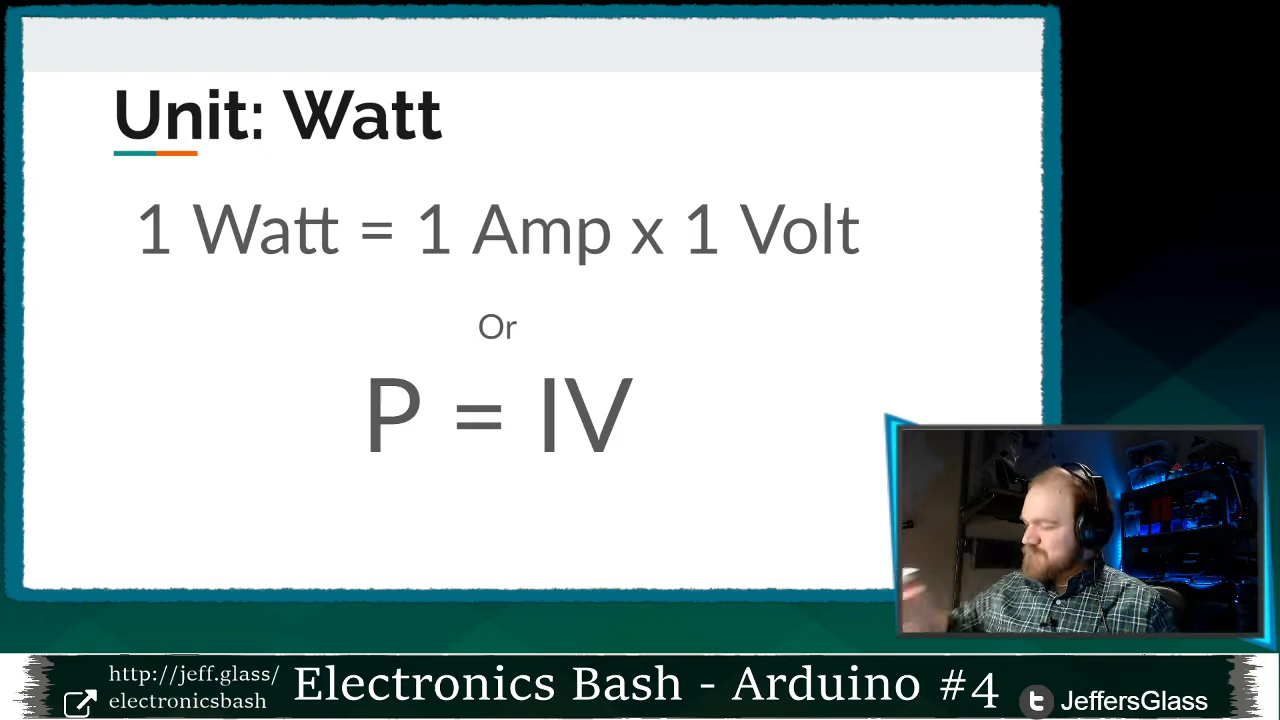 Unit: Watt
1 Watt = 1 Amp x 1 Volt
Or
P = IV
http://jeff.glass/
electronicsbash
Electronics Bash - Arduino #4
JeffersGlass